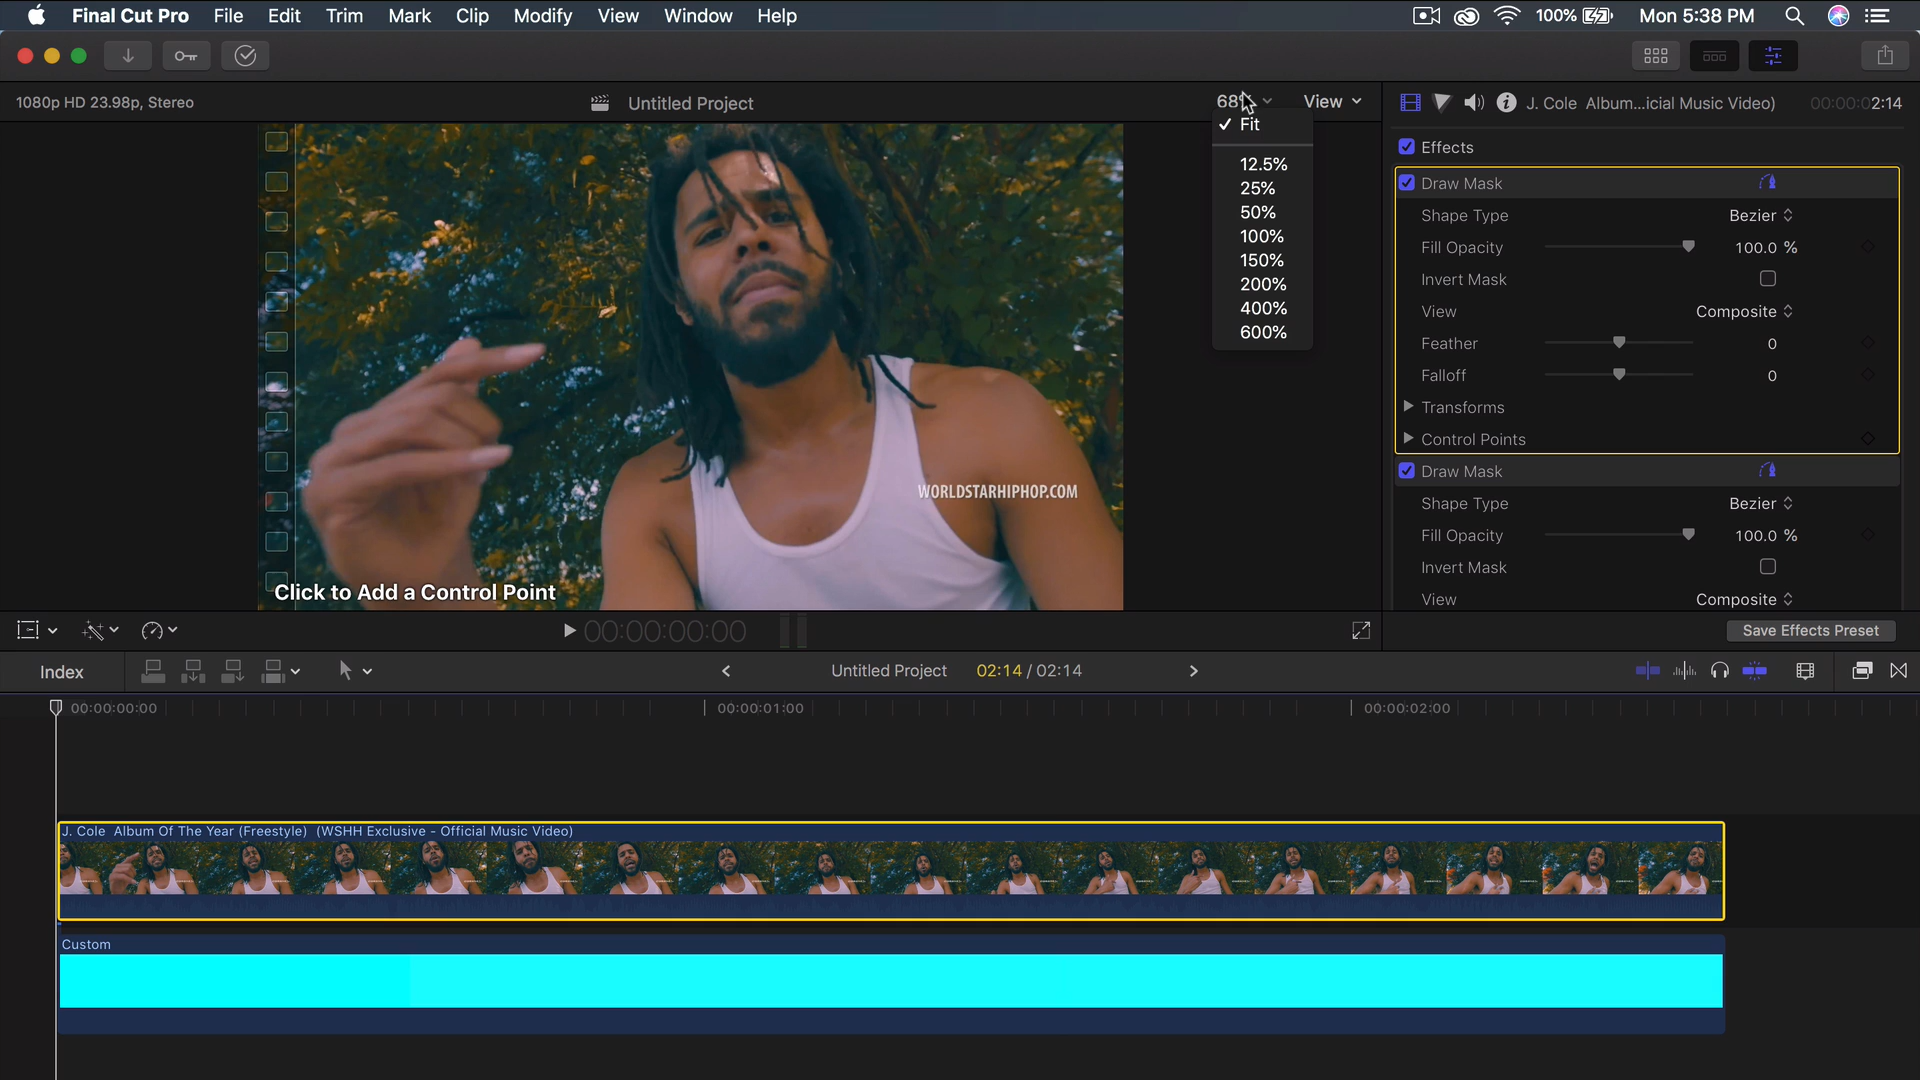 Final Cut Pro File Edit Trim Mark Clip Modify View Window Help 100% Mon 5:38 PM
1080p HD 23.98p, Stereo Untitled Project 68% View J. Cole Album...icial Music Video) 00:00:02:14
Fit
12.5%
25%
50%
100%
150%
200%
400%
600%
WORLDSTARHIPHOP.COM
Click to Add a Control Point
Effects
Draw Mask
Shape Type Bezier
Fill Opacity 100.0 %
Invert Mask
View Composite
Feather 0
Falloff 0
Transforms
Control Points
Draw Mask
Shape Type Bezier
Fill Opacity 100.0 %
Invert Mask
View Composite
00:00:00:00 Save Effects Preset
Index Untitled Project 02:14 / 02:14
00:00:00:00 00:00:01:00 00:00:02:00
J. Cole Album Of The Year (Freestyle) (WSHH Exclusive - Official Music Video)
Custom